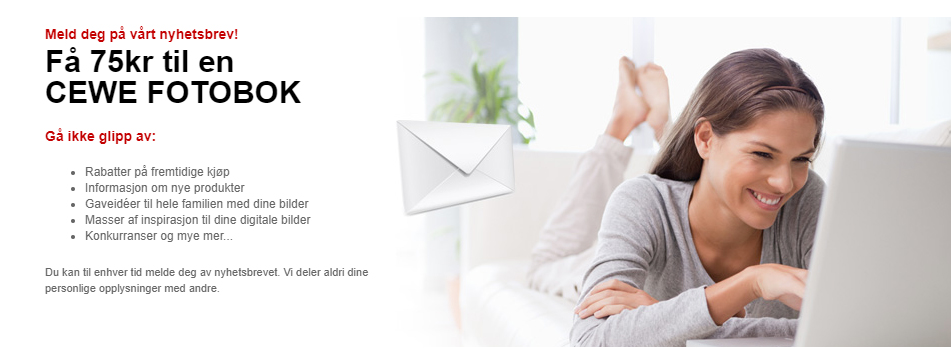 Meld deg på vårt nyhetsbrev!
Få 75kr til en
CEWE FOTOBOK
Gå ikke glipp av:
Rabatter på fremtidige kjøp
Informasjon om nye produkter
Gaveidéer til hele familien med dine bilder
Masser af inspirasjon til dine digitale bilder
Konkurranser og mye mer...
Du kan til enhver tid melde deg av nyhetsbrevet. Vi deler aldri dine
personlige opplysninger med andre.